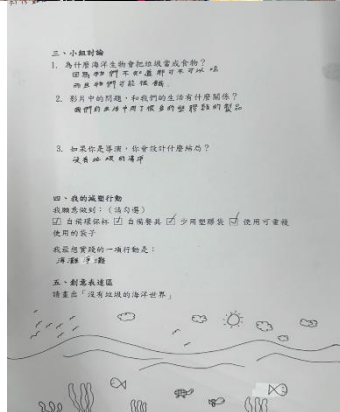 三、小組討論
1. 為什麼海洋生物會把垃圾當成食物？
因為牠們不知道那可不可以吃
而且牠們可能很餓
2. 影片中的問題，和我們的生活有什麼關係？
我們的生活中用了很多的塑膠類的製品
3. 如果你是導演，你會設計什麼結局？
沒有垃圾的海洋
四、我的減塑行動
我願意做到：（請勾選）
☑ 自備環保杯 ☑ 自備餐具 ☑ 少用塑膠袋 ☑ 使用可重複
使用的袋子
我最想實踐的一項行動是：
海灘淨灘
五、創意表達區
請畫出「沒有垃圾的海洋世界」